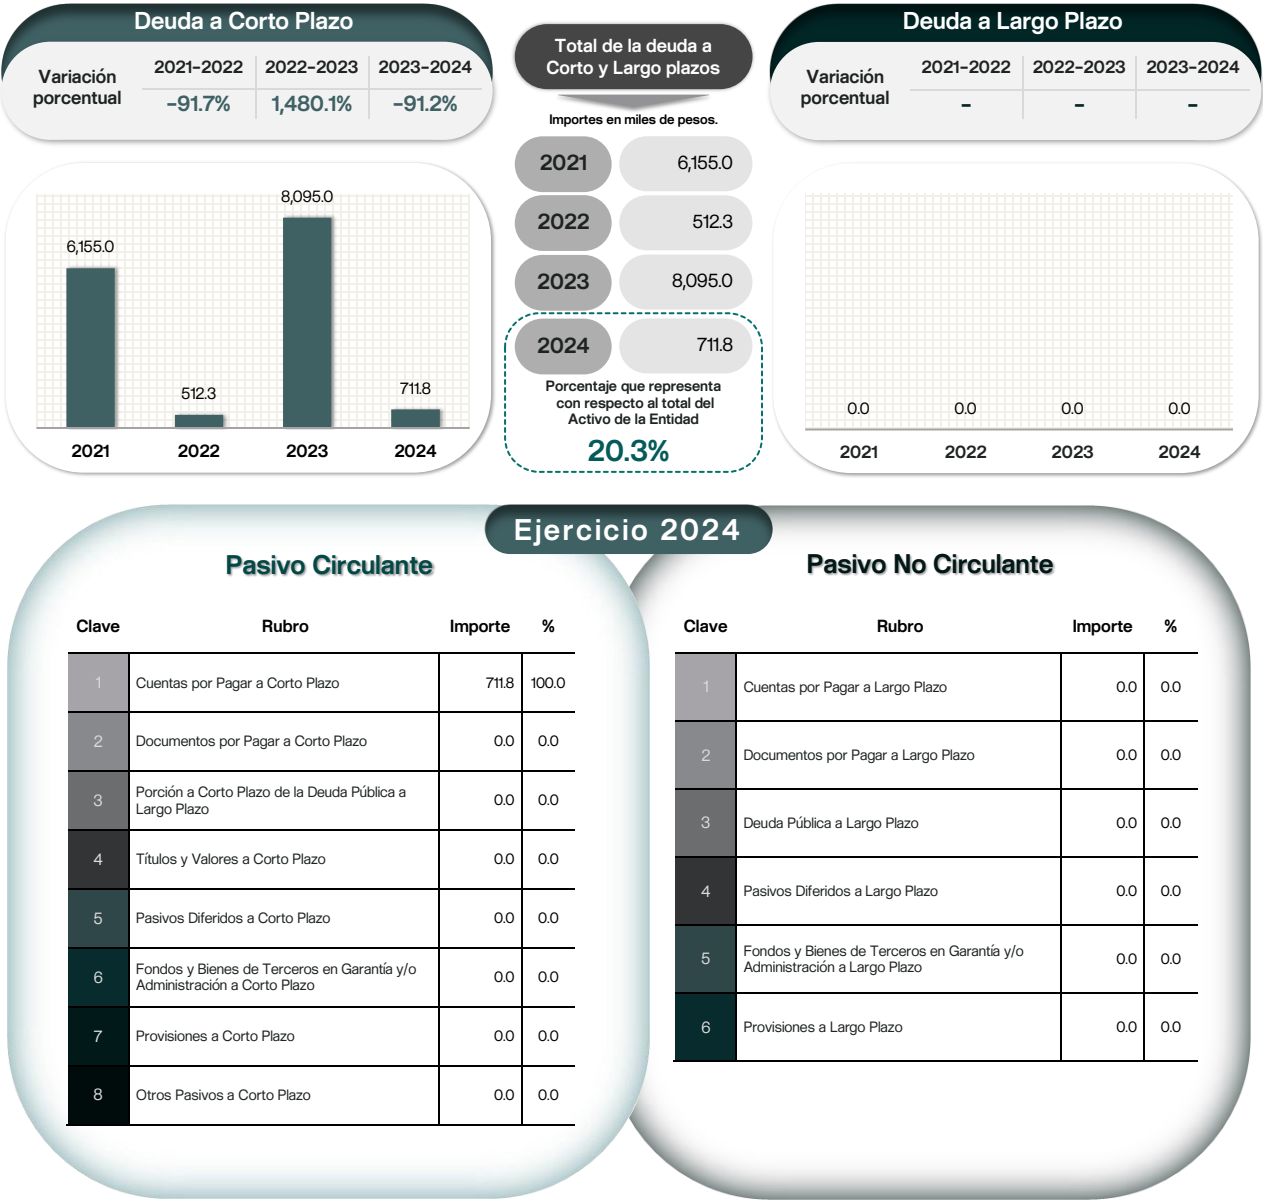 Deuda a Corto Plazo
Variación
porcentual
2021-2022 2022-2023 2023-2024
-91.7% 1,480.1% -91.2%
6,155.0
512.3
8,095.0
711.8
2021 2022 2023 2024
Total de la deuda a
Corto y Largo plazos
Importes en miles de pesos.
2021 6,155.0
2022 512.3
2023 8,095.0
2024 711.8
Porcentaje que representa
con respecto al total del
Activo de la Entidad
20.3%
Deuda a Largo Plazo
Variación
porcentual
2021-2022 2022-2023 2023-2024
- - -
0.0 0.0 0.0 0.0
2021 2022 2023 2024
Ejercicio 2024
Pasivo Circulante
Clave Rubro Importe %
1 Cuentas por Pagar a Corto Plazo 711.8 100.0
2 Documentos por Pagar a Corto Plazo 0.0 0.0
3 Porción a Corto Plazo de la Deuda Pública a
Largo Plazo 0.0 0.0
4 Títulos y Valores a Corto Plazo 0.0 0.0
5 Pasivos Diferidos a Corto Plazo 0.0 0.0
6 Fondos y Bienes de Terceros en Garantía y/o
Administración a Corto Plazo 0.0 0.0
7 Provisiones a Corto Plazo 0.0 0.0
8 Otros Pasivos a Corto Plazo 0.0 0.0
Pasivo No Circulante
Clave Rubro Importe %
1 Cuentas por Pagar a Largo Plazo 0.0 0.0
2 Documentos por Pagar a Largo Plazo 0.0 0.0
3 Deuda Pública a Largo Plazo 0.0 0.0
4 Pasivos Diferidos a Largo Plazo 0.0 0.0
5 Fondos y Bienes de Terceros en Garantía y/o
Administración a Largo Plazo 0.0 0.0
6 Provisiones a Largo Plazo 0.0 0.0